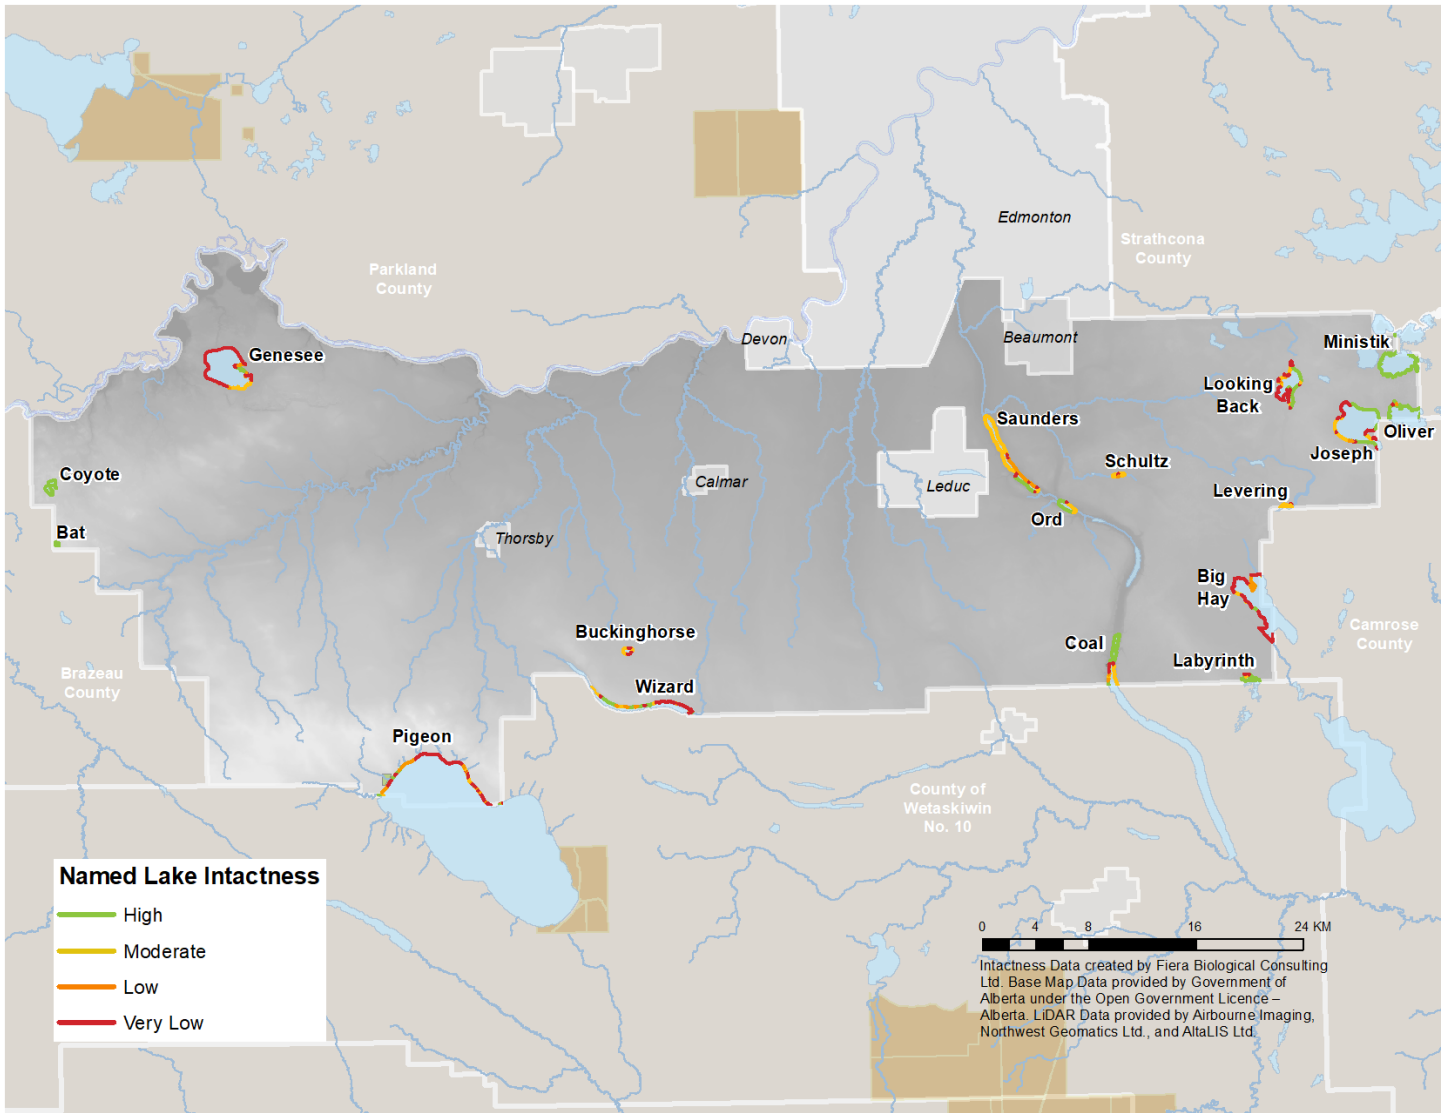 Edmonton
Strathcona
County
Parkland
County
Devon
Beaumont
Ministik
Genesee
Looking
Back
Saunders
Oliver
Joseph
Coyote
Schultz
Calmar
Leduc
Levering
Ord
Bat
Thorsby
Big
Hay
Buckinghorse
Coal
Camrose
County
Labyrinth
Brazeau
County
Wizard
Pigeon
County of
Wetaskiwin
No. 10
Named Lake Intactness
High
Moderate
Low
Very Low
0 4 8 16 24 KM
Intactness Data created by Fiera Biological Consulting
Ltd. Base Map Data provided by Government of
Alberta under the Open Government Licence –
Alberta. LiDAR Data provided by Airbourne Imaging,
Northwest Geomatics Ltd., and AltaLIS Ltd.